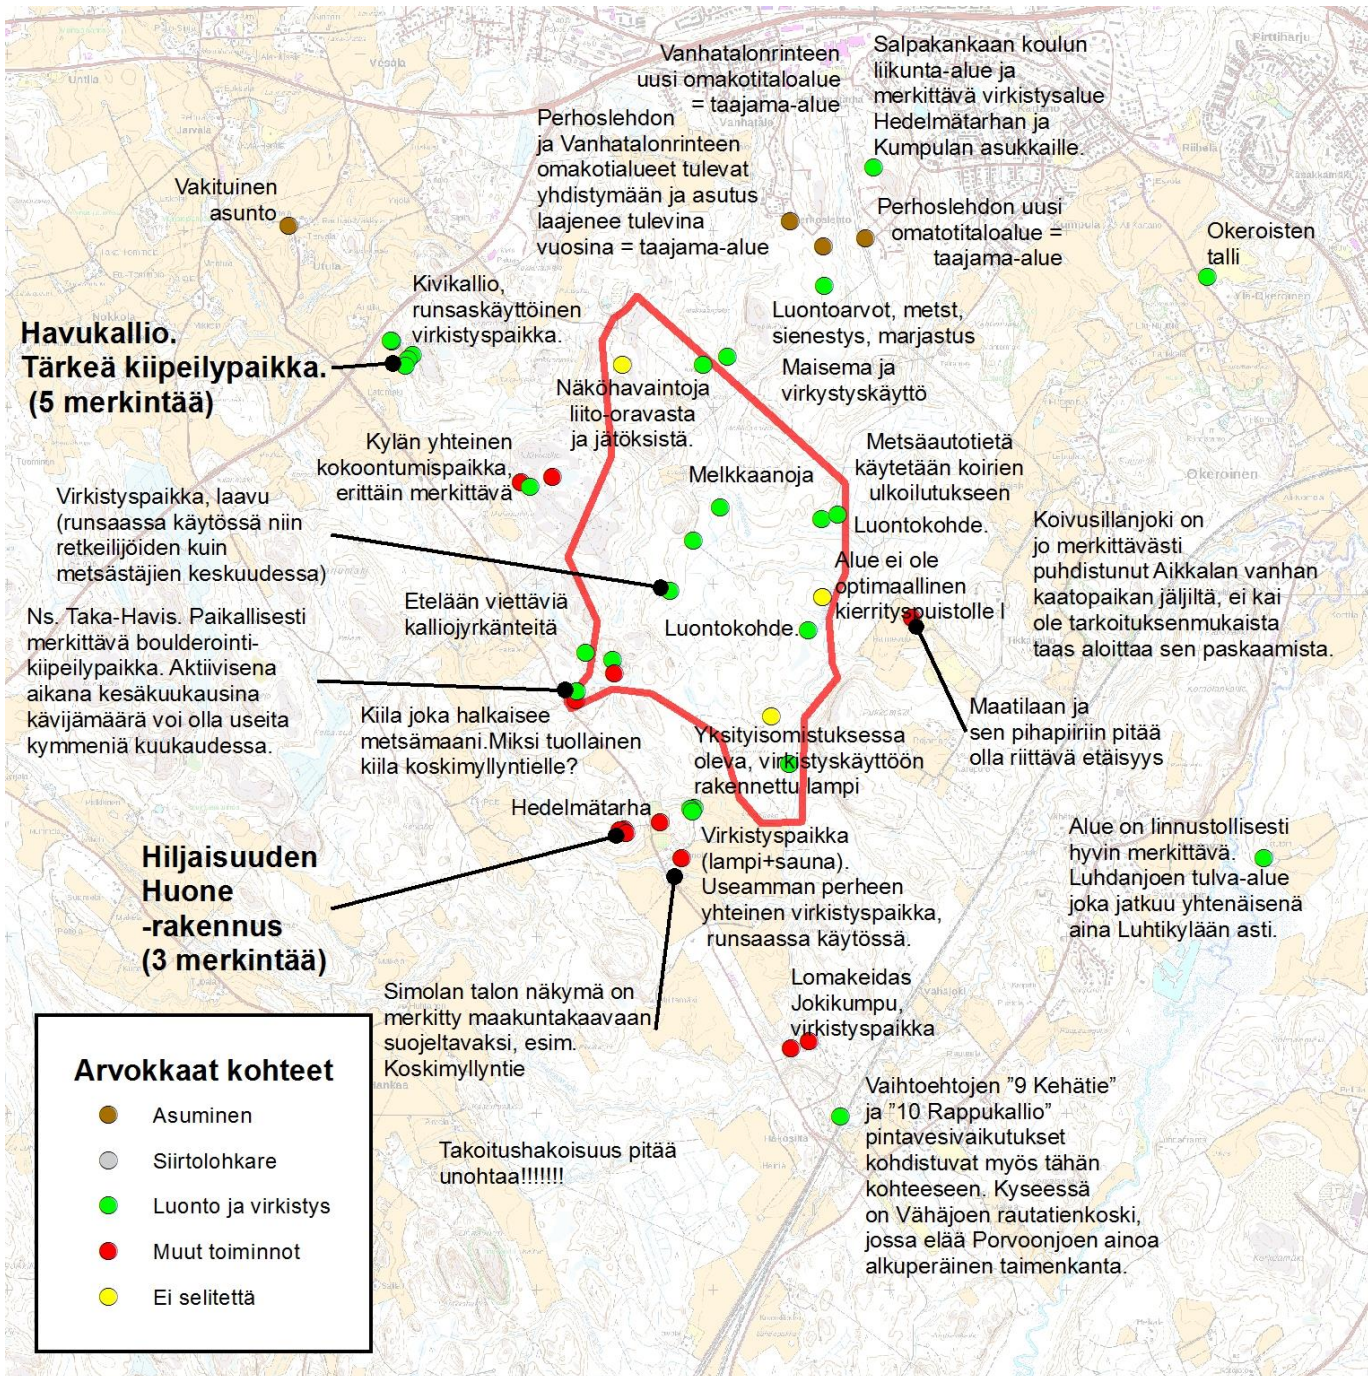 Vanhatalonrinteen
uusi omakotitaloalue
= taajama-alue
Salpakankaan koulun
liikunta-alue ja
merkittävä virkistysalue
Hedelmätarhan ja
Kumpulan asukkaille.
Perhoslehdon
ja Vanhatalonrinteen
omakotialueet tulevat
yhdistymään ja asutus
laajenee tulevina
vuosina = taajama-alue
Vakituinen
asunto
Perhoslehdon uusi
omatotitaloalue =
taajama-alue
Okeroisten
talli
Kivikallio,
runsaskäyttöinen
virkistyspaikka.
Luontoarvot, metst,
sienestys, marjastus
Havukallio.
Tärkeä kiipeilypaikka.
(5 merkintää)
Maisema ja
virkystyskäyttö
Näköhavaintoja
liito-oravasta
ja jätöksistä.
Kylän yhteinen
kokoontumispaikka,
erittäin merkittävä
Metsäautotietä
käytetään koirien
ulkoilutukseen
Melkkaanoja
Okeroinen
Virkistyspaikka, laavu
(runsaassa käytössä niin
retkeilijöiden kuin
metsästäjien keskuudessa)
Luontokohde.
Koivusillanjoki on
jo merkittävästi
puhdistunut Aikkalan vanhan
kaatopaikan jäljiltä, ei kai
ole tarkoituksenmukaista
taas aloittaa sen paskaamista.
Alue ei ole
optimaallinen
kierrityspuistolle !
Etelään viettäviä
kalliojyrkänteitä
Luontokohde.
Ns. Taka-Havis. Paikallisesti
merkittävä boulderointi-
kiipeilypaikka. Aktiivisena
aikana kesäkuukausina
kävijämäärä voi olla useita
kymmeniä kuukaudessa.
Kiila joka halkaisee
metsämaani.Miksi tuollainen
kiila koskimyllyntielle?
Maatilaan ja
sen pihapiiriin pitää
olla riittävä etäisyys
Yksityisomistuksessa
oleva, virkistyskäyttöön
rakennettu lampi
Hedelmätarha
Virkistyspaikka
(lampi+sauna).
Useamman perheen
yhteinen virkistyspaikka,
runsaassa käytössä.
Alue on linnustollisesti
hyvin merkittävä.
Luhdanjoen tulva-alue
joka jatkuu yhtenäisenä
aina Luhtikylään asti.
Hiljaisuuden
Huone
-rakennus
(3 merkintää)
Simolan talon näkymä on
merkitty maakuntakaavaan
suojeltavaksi, esim.
Koskimyllyntie
Lomakeidas
Jokikumpu,
virkistyspaikka
Vaihtoehtojen "9 Kehätie"
ja "10 Rappukallio"
pintavesivaikutukset
kohdistuvat myös tähän
kohteeseen. Kyseessä
on Vähäjoen rautatienkoski,
jossa elää Porvoonjoen ainoa
alkuperäinen taimenkanta.
Takoitushakoisuus pitää
unohtaa!!!!!!!
Arvokkaat kohteet
Asuminen
Siirtolohkare
Luonto ja virkistys
Muut toiminnot
Ei selitettä